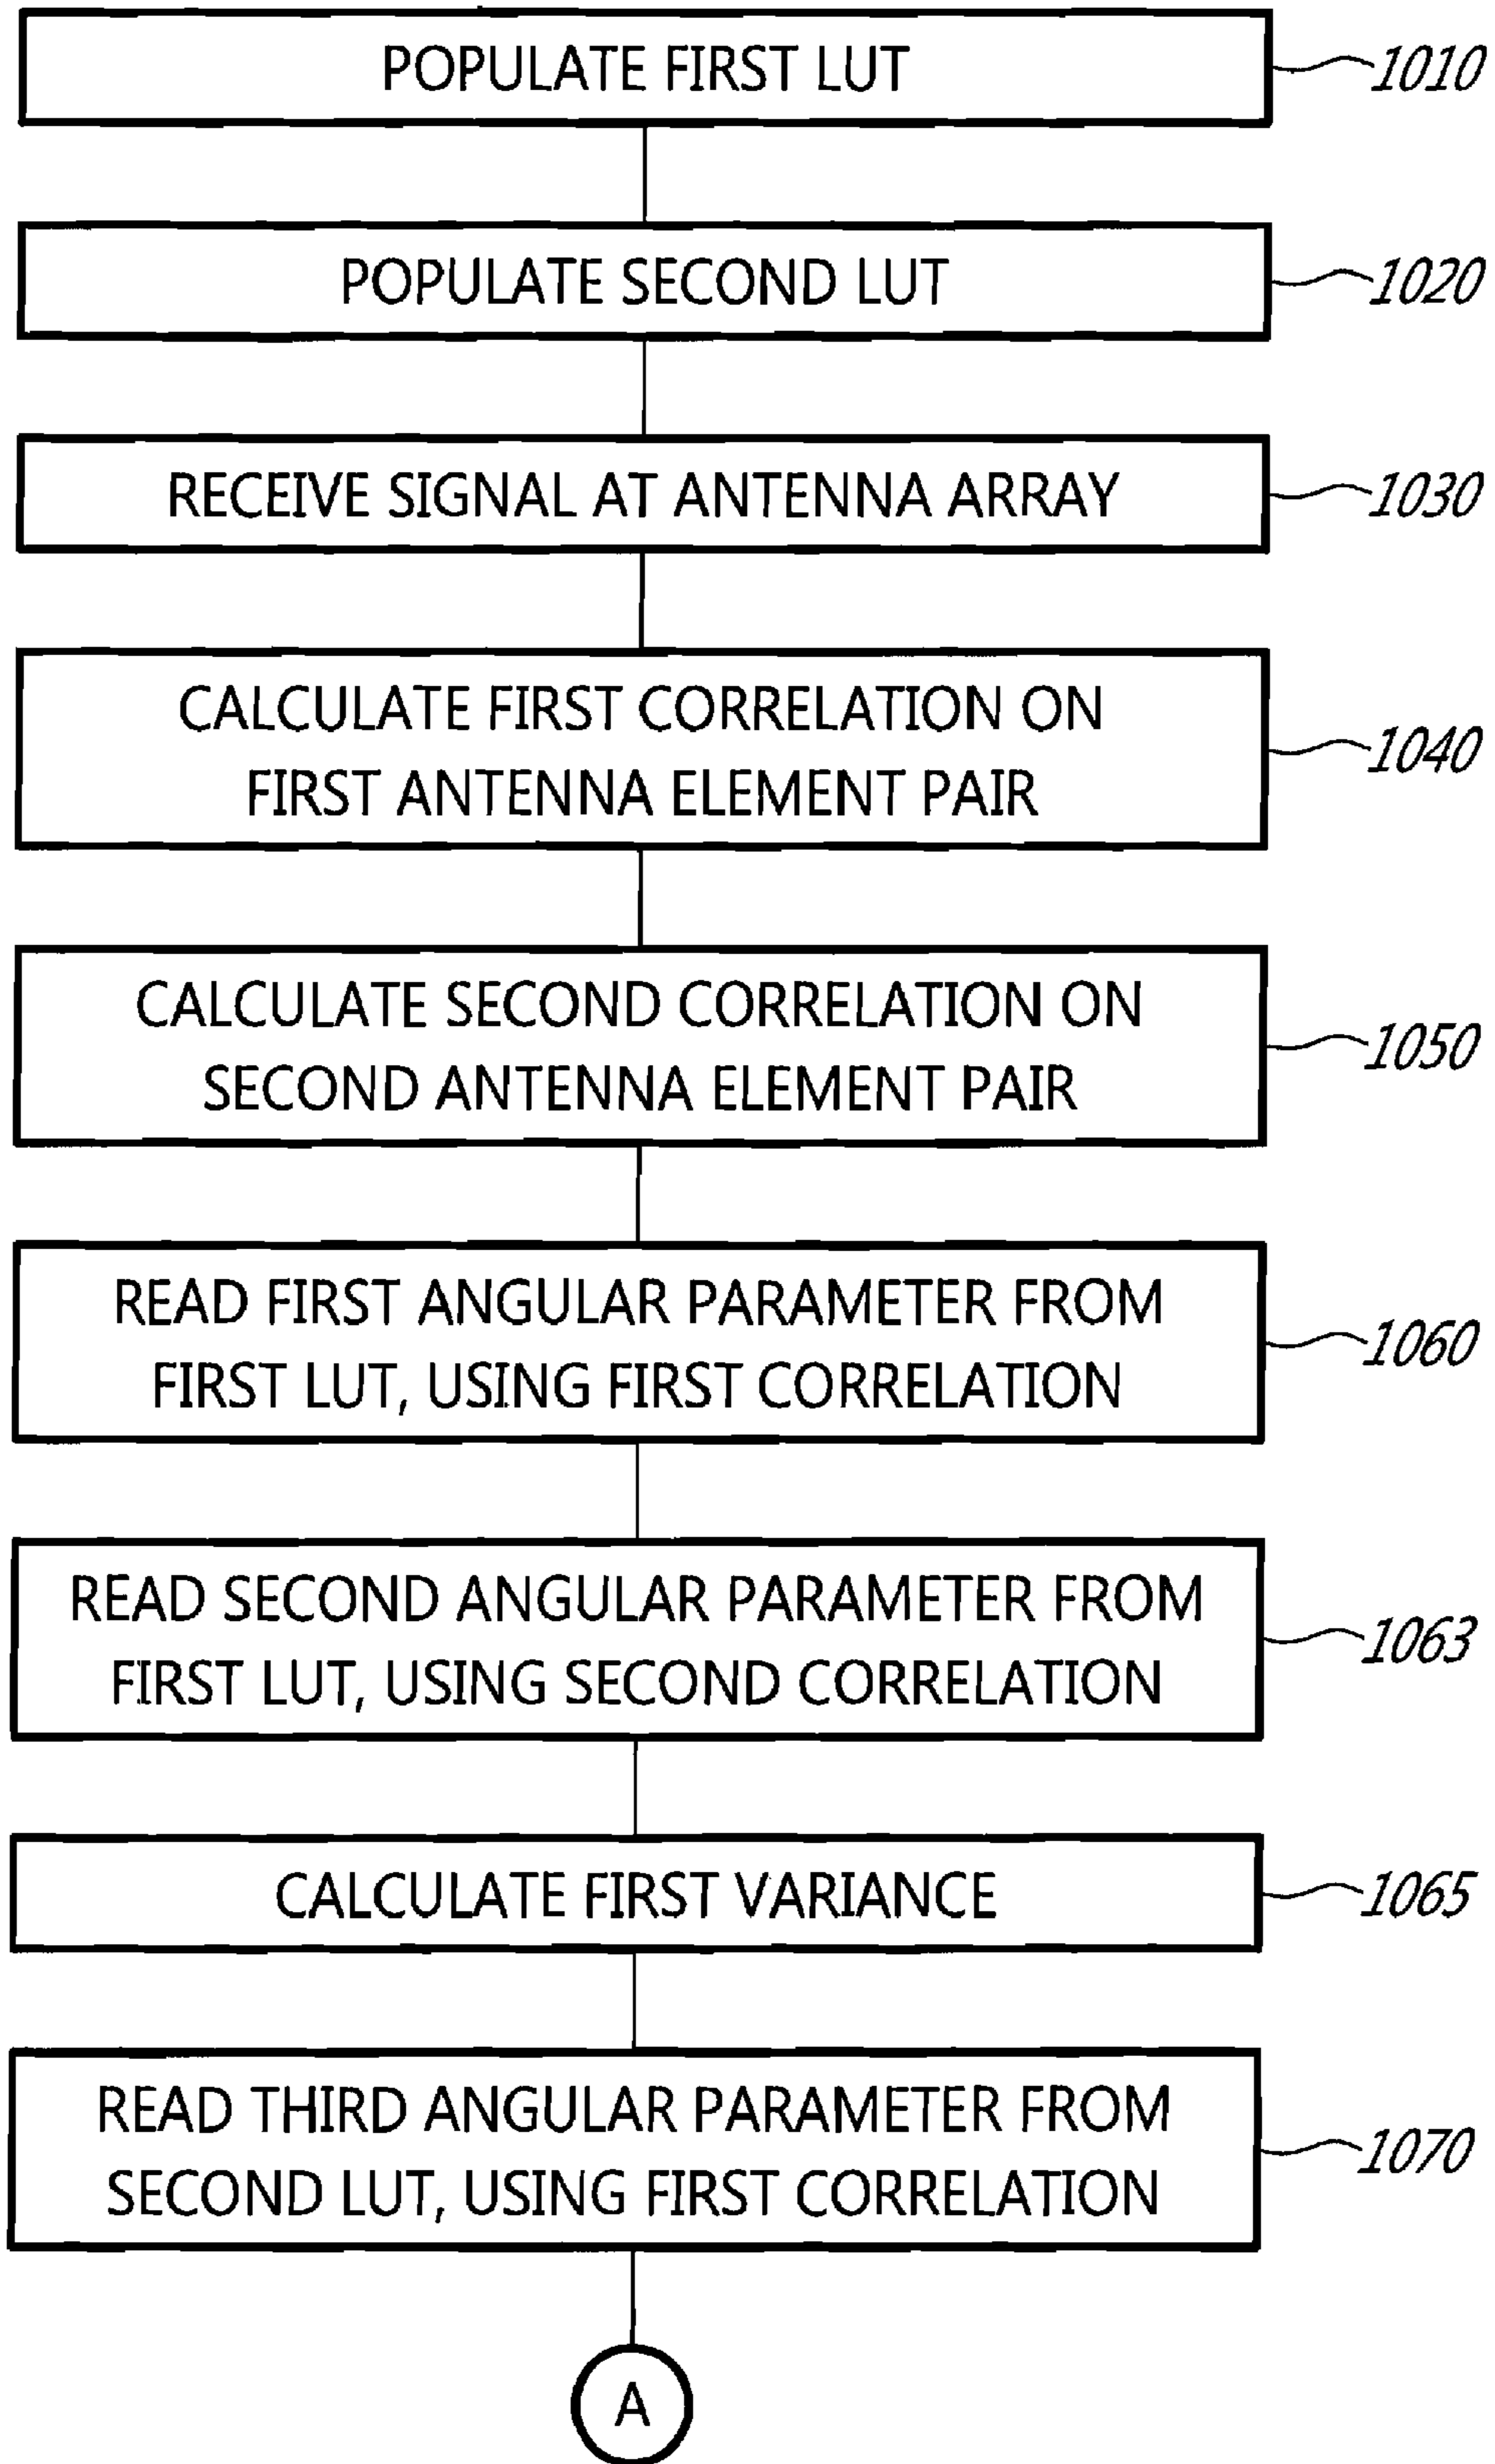 POPULATE FIRST LUT
1010
POPULATE SECOND LUT
1020
RECEIVE SIGNAL AT ANTENNA ARRAY
1030
CALCULATE FIRST CORRELATION ON
FIRST ANTENNA ELEMENT PAIR
1040
CALCULATE SECOND CORRELATION ON
SECOND ANTENNA ELEMENT PAIR
1050
READ FIRST ANGULAR PARAMETER FROM
FIRST LUT, USING FIRST CORRELATION
1060
READ SECOND ANGULAR PARAMETER FROM
FIRST LUT, USING SECOND CORRELATION
1063
CALCULATE FIRST VARIANCE
1065
READ THIRD ANGULAR PARAMETER FROM
SECOND LUT, USING FIRST CORRELATION
1070
A